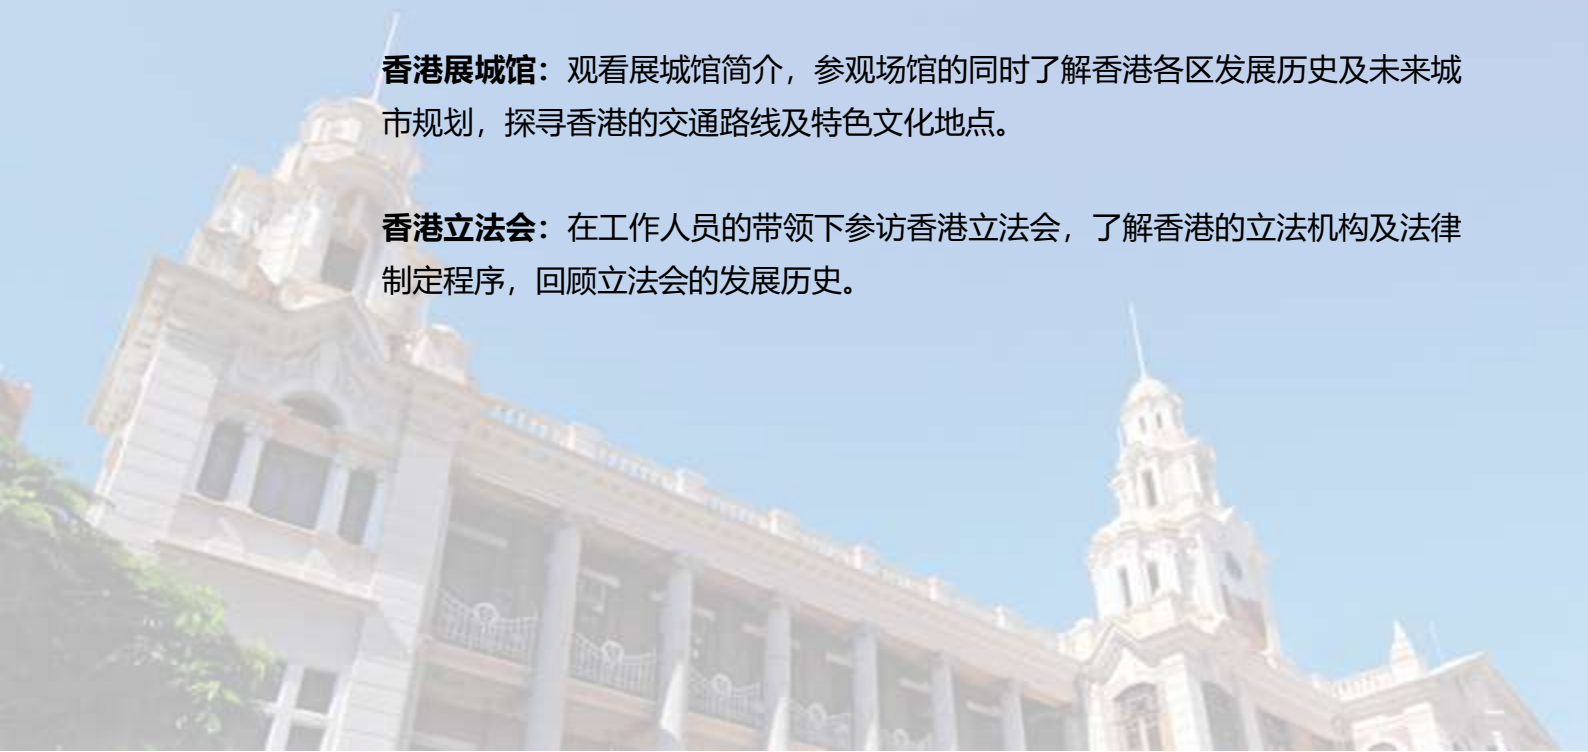 香港展城馆：观看展城馆简介，参观场馆的同时了解香港各区发展历史及未来城
市规划，探寻香港的交通路线及特色文化地点。
香港立法会：在工作人员的带领下参访香港立法会，了解香港的立法机构及法律
制定程序，回顾立法会的发展历史。